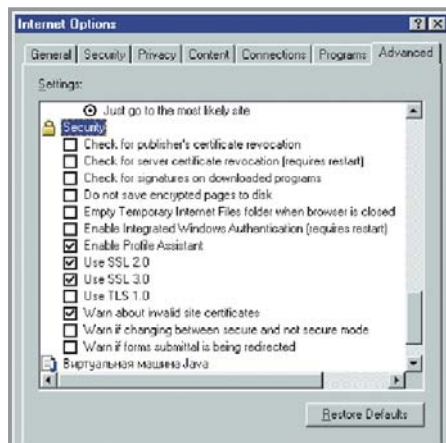 Internet Options
General Security Privacy Content Connections Programs Advanced
Settings:
Just go to the most likely site
Security
Check for publisher's certificate revocation
Check for server certificate revocation (requires restart)
Check for signatures on downloaded programs
Do not save encrypted pages to disk
Empty Temporary Internet Files folder when browser is closed
Enable Integrated Windows Authentication (requires restart)
Enable Profile Assistant
Use SSL 2.0
Use SSL 3.0
Use TLS 1.0
Warn about invalid site certificates
Warn if changing between secure and not secure mode
Warn if forms submittal is being redirected
Виртуальная машина Java
Restore Defaults